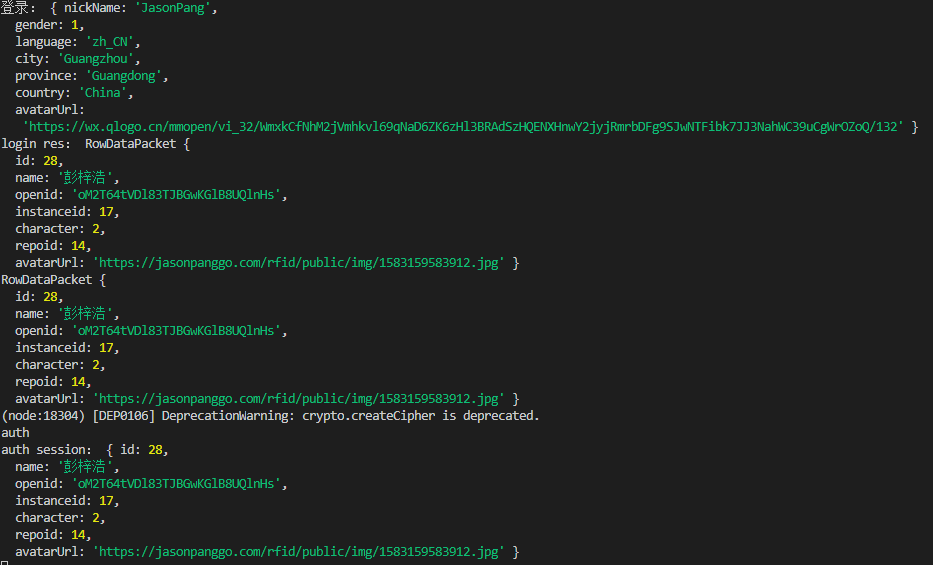 登录： { nickName: 'JasonPang',
  gender: 1,
  language: 'zh_CN',
  city: 'Guangzhou',
  province: 'Guangdong',
  country: 'China',
  avatarUrl:
   'https://wx.qlogo.cn/mmopen/vi_32/WmxkCfNhM2jVmhkvl69qNaD6ZK6zHl3BRAdSzHQENXHnwY2jyjRmrbDFg9SJwNTFibk7JJ3NahWC39uCgWrOZoQ/132' }
login res:  RowDataPacket {
  id: 28,
  name: '彭梓浩',
  openid: 'oM2T64tVDl83TJBGwKGlB8UQlnHs',
  instanceid: 17,
  character: 2,
  repoid: 14,
  avatarUrl: 'https://jasonpanggo.com/rfid/public/img/1583159583912.jpg' }
RowDataPacket {
  id: 28,
  name: '彭梓浩',
  openid: 'oM2T64tVDl83TJBGwKGlB8UQlnHs',
  instanceid: 17,
  character: 2,
  repoid: 14,
  avatarUrl: 'https://jasonpanggo.com/rfid/public/img/1583159583912.jpg' }
(node:18304) [DEP0106] DeprecationWarning: crypto.createCipher is deprecated.
auth
auth session:  { id: 28,
  name: '彭梓浩',
  openid: 'oM2T64tVDl83TJBGwKGlB8UQlnHs',
  instanceid: 17,
  character: 2,
  repoid: 14,
  avatarUrl: 'https://jasonpanggo.com/rfid/public/img/1583159583912.jpg' }